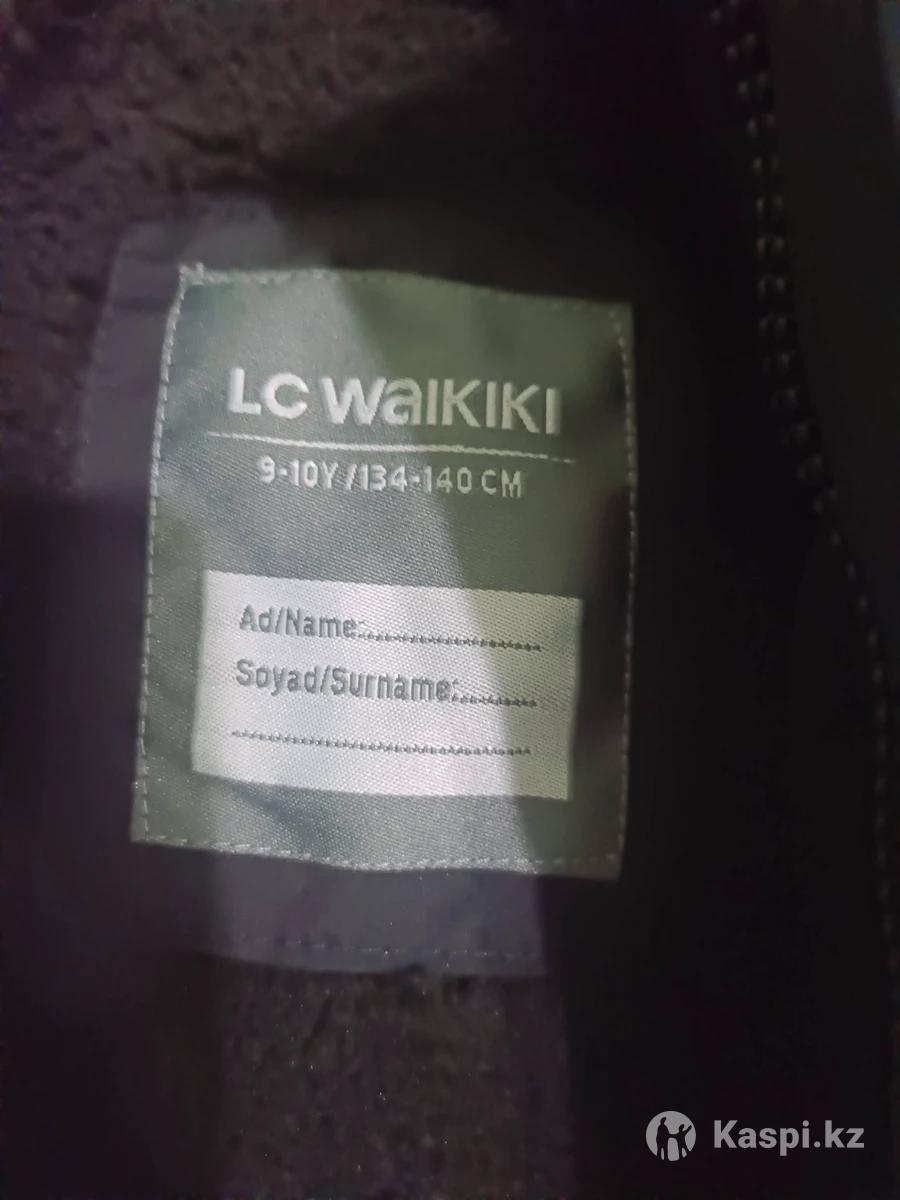 LC WAIKIKI
9-10Y/134-140 CM
Ad/Name:
Soyad/Surname:
Kaspi.kz